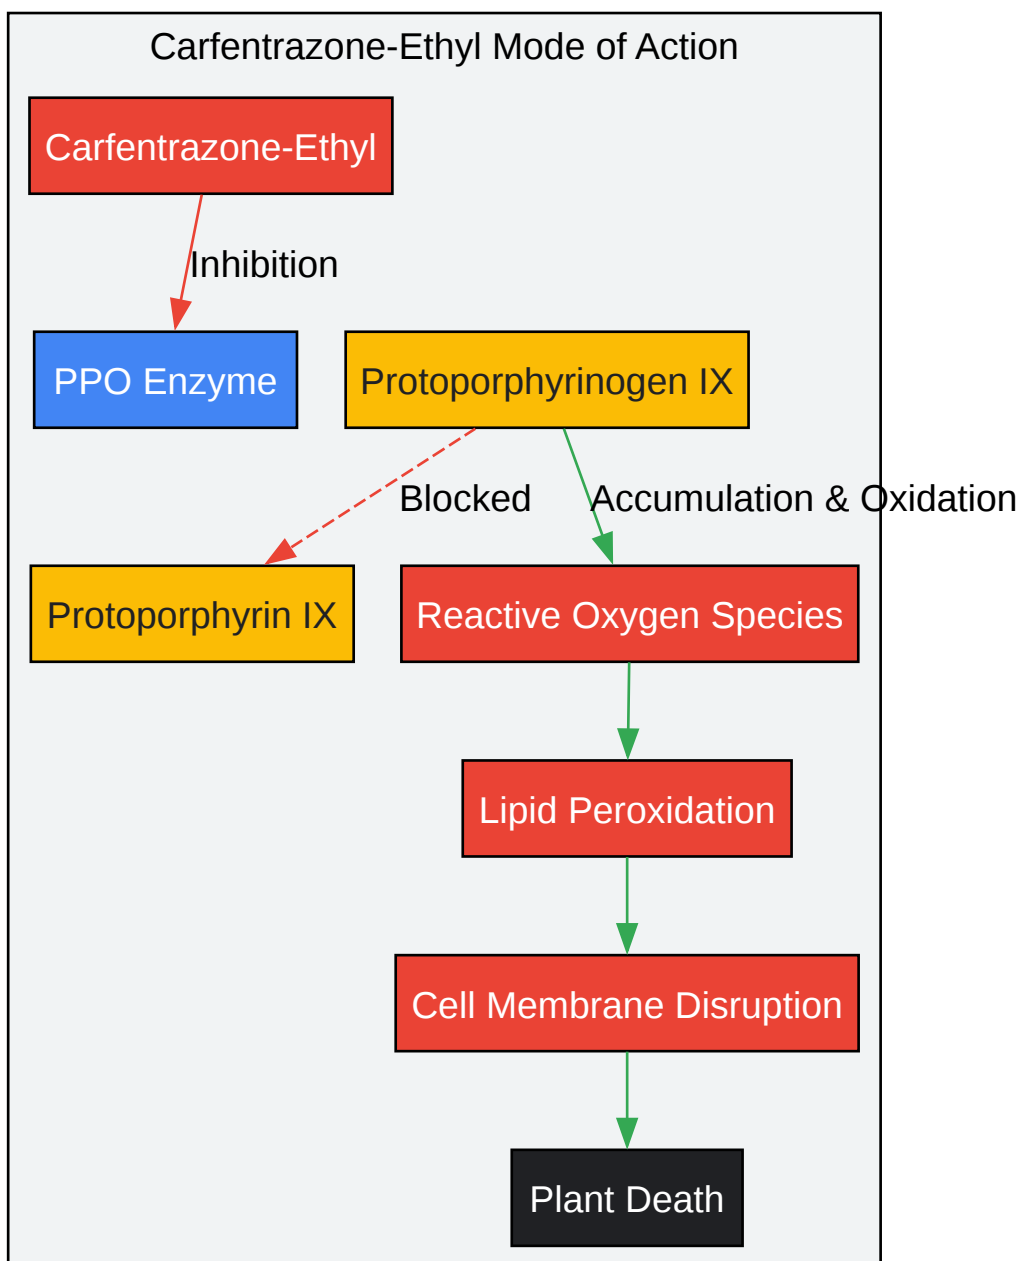 Carfentrazone-Ethyl Mode of Action
Carfentrazone-Ethyl
Inhibition
PPO Enzyme
Protoporphyrinogen IX
Blocked
Accumulation & Oxidation
Protoporphyrin IX
Reactive Oxygen Species
Lipid Peroxidation
Cell Membrane Disruption
Plant Death